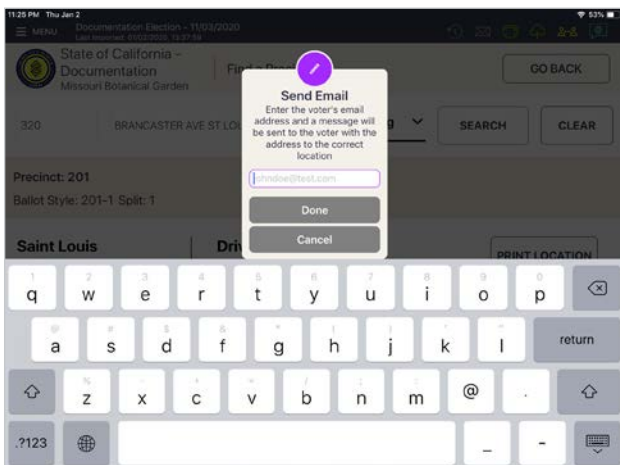 11:25 PM Thu Jan 2
53%
MENU
Documentation Election - 11/03/2020
State of California -
Documentation
Missouri Botanical Garden
GO BACK
320
BRANCASTER AVE
SEARCH
CLEAR
Precinct: 201
Ballot Style: 201-1 Split: 1
Saint Louis
PRINT LOCATION
Send Email
Enter the voter's email
address and a message will
be sent to the voter with the
address to the correct
location
johndoe@test.com
Done
Cancel
q w e r t y u i o p
a s d f g h j k l return
z x c v b n m @ .
.?123 _ -